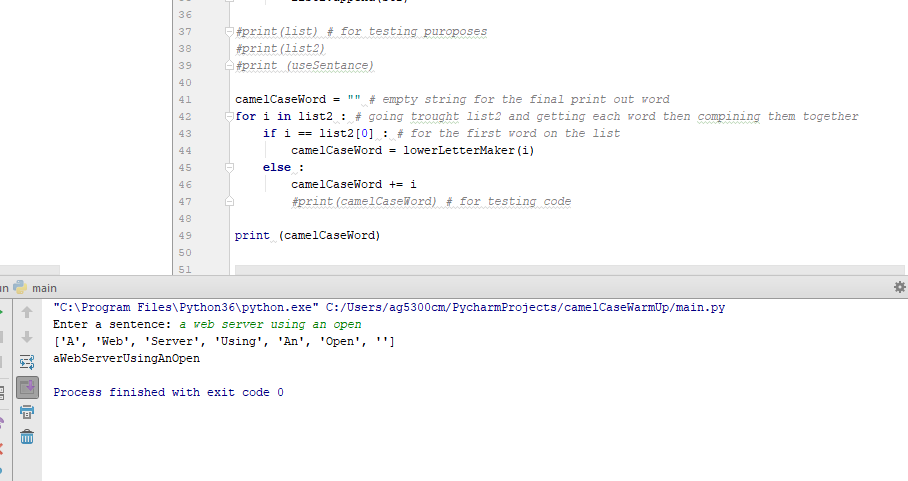 36
37 #print(list) # for testing puroposes
38 #print(list2)
39 #print (useSentance)
40
41 camelCaseWord = "" # empty string for the final print out word
42 for i in list2 : # going trought list2 and getting each word then compining them together
43 if i == list2[0] : # for the first word on the list
44 camelCaseWord = lowerLetterMaker(i)
45 else :
46 camelCaseWord += i
47 #print(camelCaseWord) # for testing code
48
49 print (camelCaseWord)
50
51
main
"C:\Program Files\Python36\python.exe" C:/Users/ag5300cm/PycharmProjects/camelCaseWarmUp/main.py
Enter a sentence: a web server using an open
['A', 'Web', 'Server', 'Using', 'An', 'Open', '']
aWebServerUsingAnOpen
Process finished with exit code 0